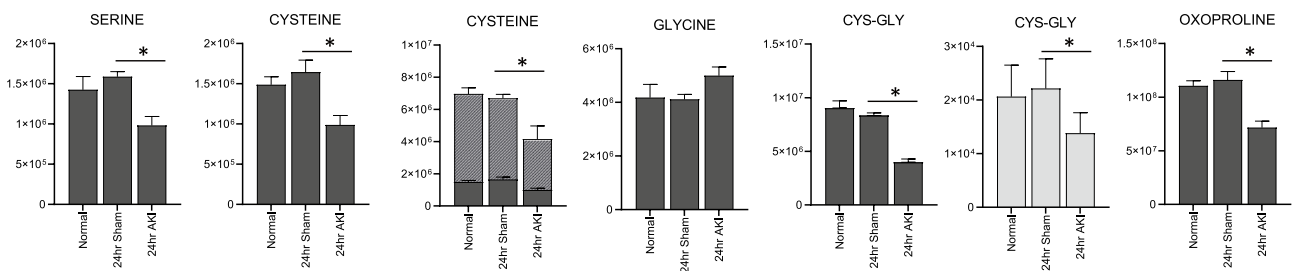 SERINE
*
2×10⁶
1.5×10⁶
1×10⁶
5×10⁵
0
Normal
24hr Sham
24hr AKI
CYSTEINE
*
2×10⁶
1.5×10⁶
1×10⁶
5×10⁵
0
Normal
24hr Sham
24hr AKI
CYSTEINE
*
1×10⁷
8×10⁶
6×10⁶
4×10⁶
2×10⁶
0
Normal
24hr Sham
24hr AKI
GLYCINE
6×10⁶
4×10⁶
2×10⁶
0
Normal
24hr Sham
24hr AKI
CYS-GLY
*
1.5×10⁷
1×10⁷
5×10⁶
0
Normal
24hr Sham
24hr AKI
CYS-GLY
*
3×10⁴
2×10⁴
1×10⁴
0
Normal
24hr Sham
24hr AKI
OXOPROLINE
*
1.5×10⁸
1×10⁸
5×10⁷
0
Normal
24hr Sham
24hr AKI